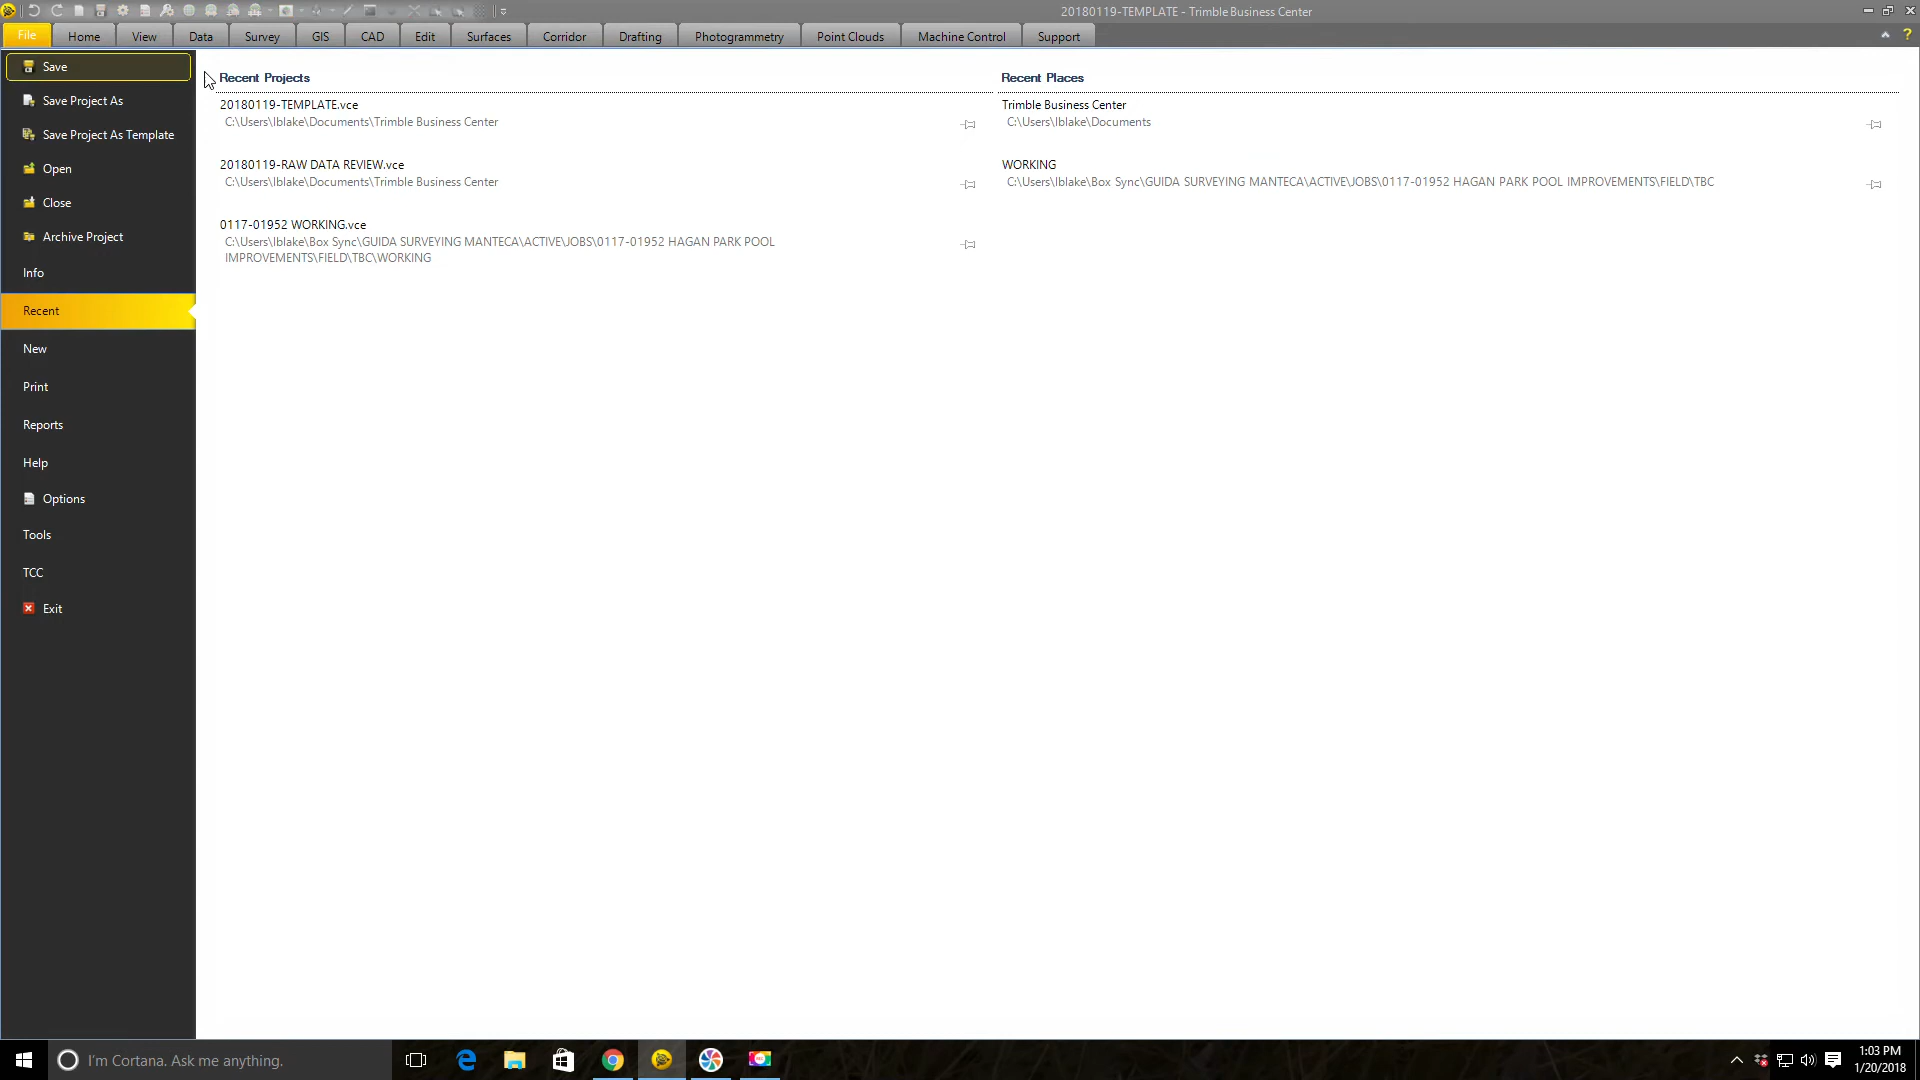 20180119-TEMPLATE - Trimble Business Center
File Home View Data Survey GIS CAD Edit Surfaces Corridor Drafting Photogrammetry Point Clouds Machine Control Support
Save
Save Project As
Save Project As Template
Open
Close
Archive Project
Info
Recent
New
Print
Reports
Help
Options
Tools
TCC
Exit
Recent Projects
20180119-TEMPLATE.vce
C:\Users\lblake\Documents\Trimble Business Center
20180119-RAW DATA REVIEW.vce
C:\Users\lblake\Documents\Trimble Business Center
0117-01952 WORKING.vce
C:\Users\lblake\Box Sync\GUIDA SURVEYING MANTECA\ACTIVE\JOBS\0117-01952 HAGAN PARK POOL
IMPROVEMENTS\FIELD\TBC\WORKING
Recent Places
Trimble Business Center
C:\Users\lblake\Documents
WORKING
C:\Users\lblake\Box Sync\GUIDA SURVEYING MANTECA\ACTIVE\JOBS\0117-01952 HAGAN PARK POOL IMPROVEMENTS\FIELD\TBC
I'm Cortana. Ask me anything.
1:03 PM
1/20/2018